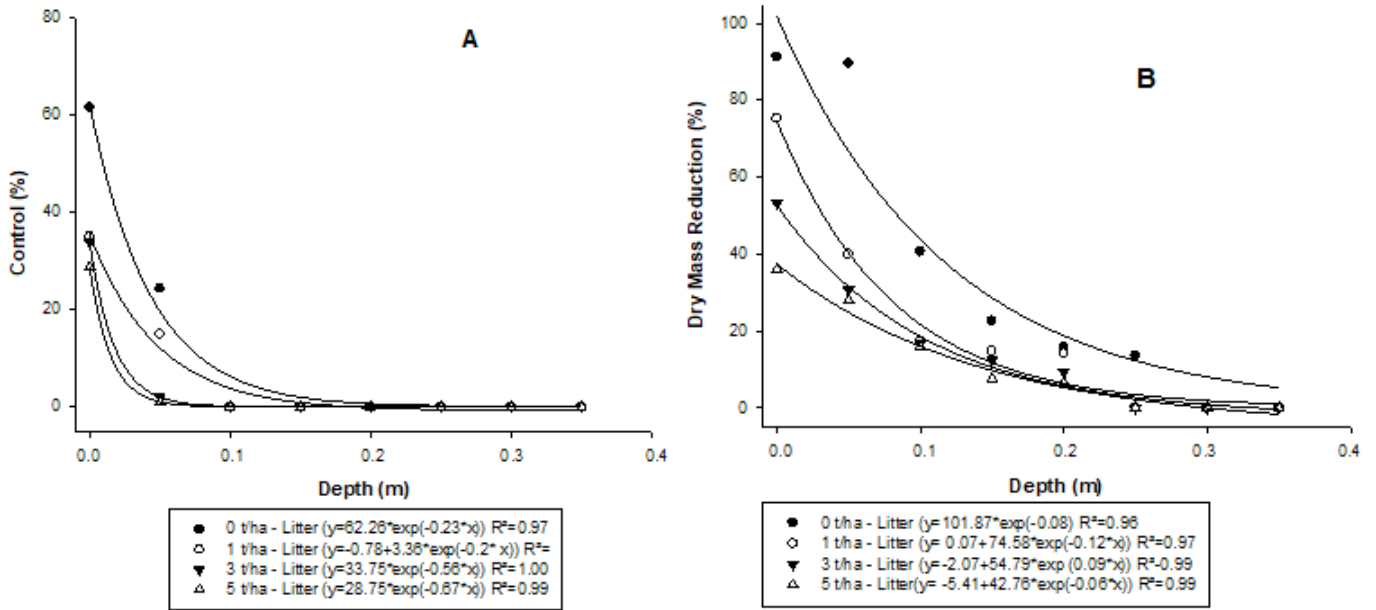 A
Control (%)
80
60
40
20
0
0.0 0.1 0.2 0.3 0.4
Depth (m)
0 t/ha - Litter (y=62.26*exp(-0.23*x)) R²=0.97
1 t/ha - Litter (y=-0.78+3.36*exp(-0.2* x)) R²=
3 t/ha - Litter (y=33.75*exp(-0.56*x)) R²=1.00
5 t/ha - Litter (y=28.75*exp(-0.67*x)) R²=0.99
B
Dry Mass Reduction (%)
100
80
60
40
20
0
0.0 0.1 0.2 0.3 0.4
Depth (m)
0 t/ha - Litter (y=101.87*exp(-0.08) R²=0.96
1 t/ha - Litter (y= 0.07+74.58*exp(-0.12*x)) R²=0.97
3 t/ha - Litter (y=-2.07+54.79*exp (0.09*x)) R²-0.99
5 t/ha - Litter(y= -5.41+42.76*exp(-0.06*x)) R²=0.99